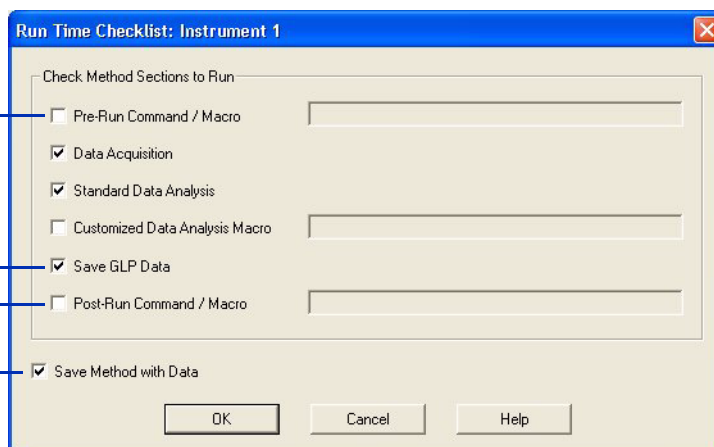 Run Time Checklist: Instrument 1
Check Method Sections to Run
Pre-Run Command / Macro
Data Acquisition
Standard Data Analysis
Customized Data Analysis Macro
Save GLP Data
Post-Run Command / Macro
Save Method with Data
OK
Cancel
Help